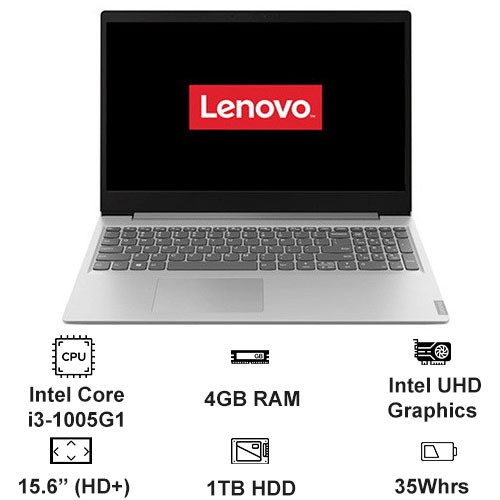 Lenovo
CPU
GB
Intel Core
i3-1005G1
4GB RAM
Intel UHD
Graphics
15.6” (HD+)
1TB HDD
35Whrs